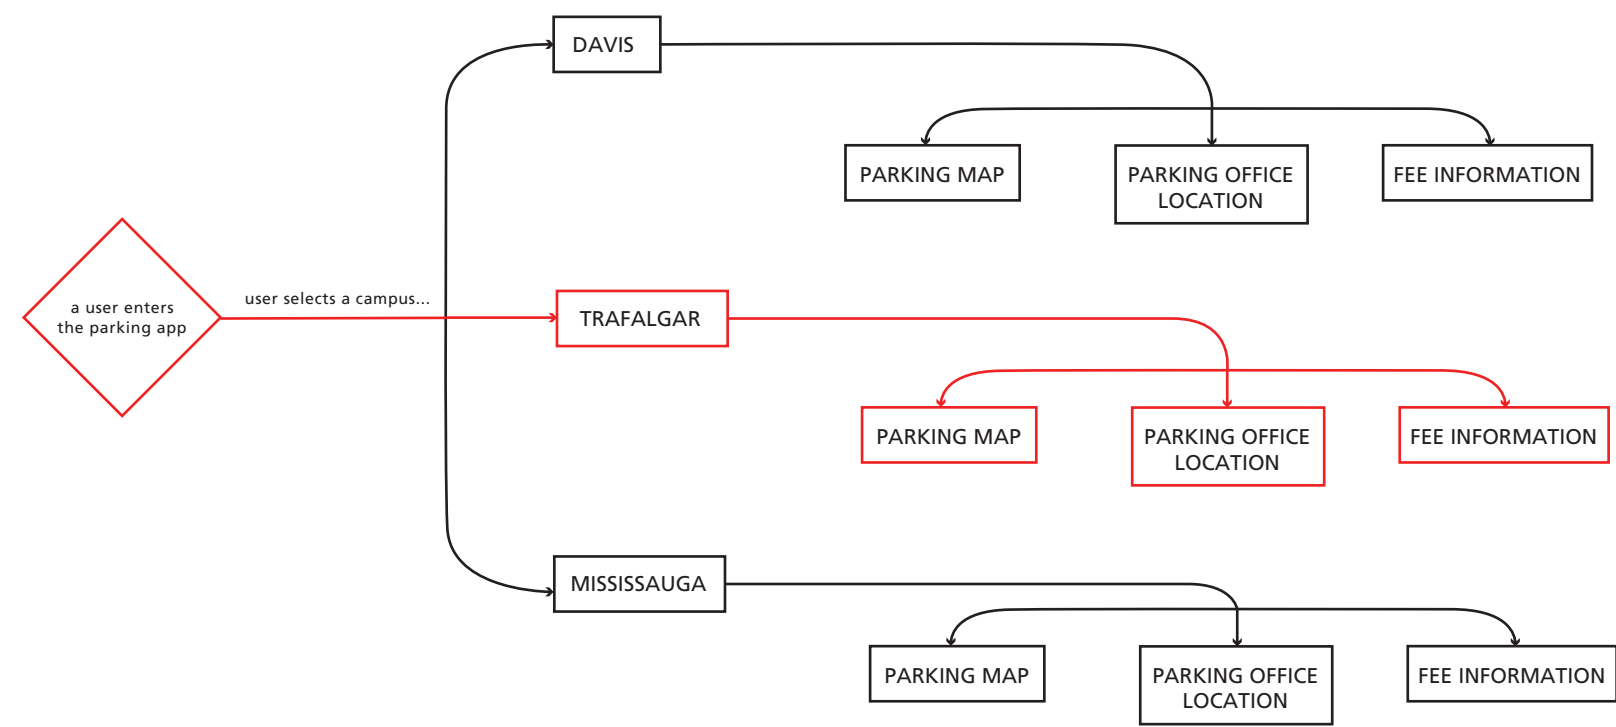 DAVIS
PARKING MAP
PARKING OFFICE
LOCATION
FEE INFORMATION
a user enters
the parking app
user selects a campus...
TRAFALGAR
PARKING MAP
PARKING OFFICE
LOCATION
FEE INFORMATION
MISSISSAUGA
PARKING MAP
PARKING OFFICE
LOCATION
FEE INFORMATION